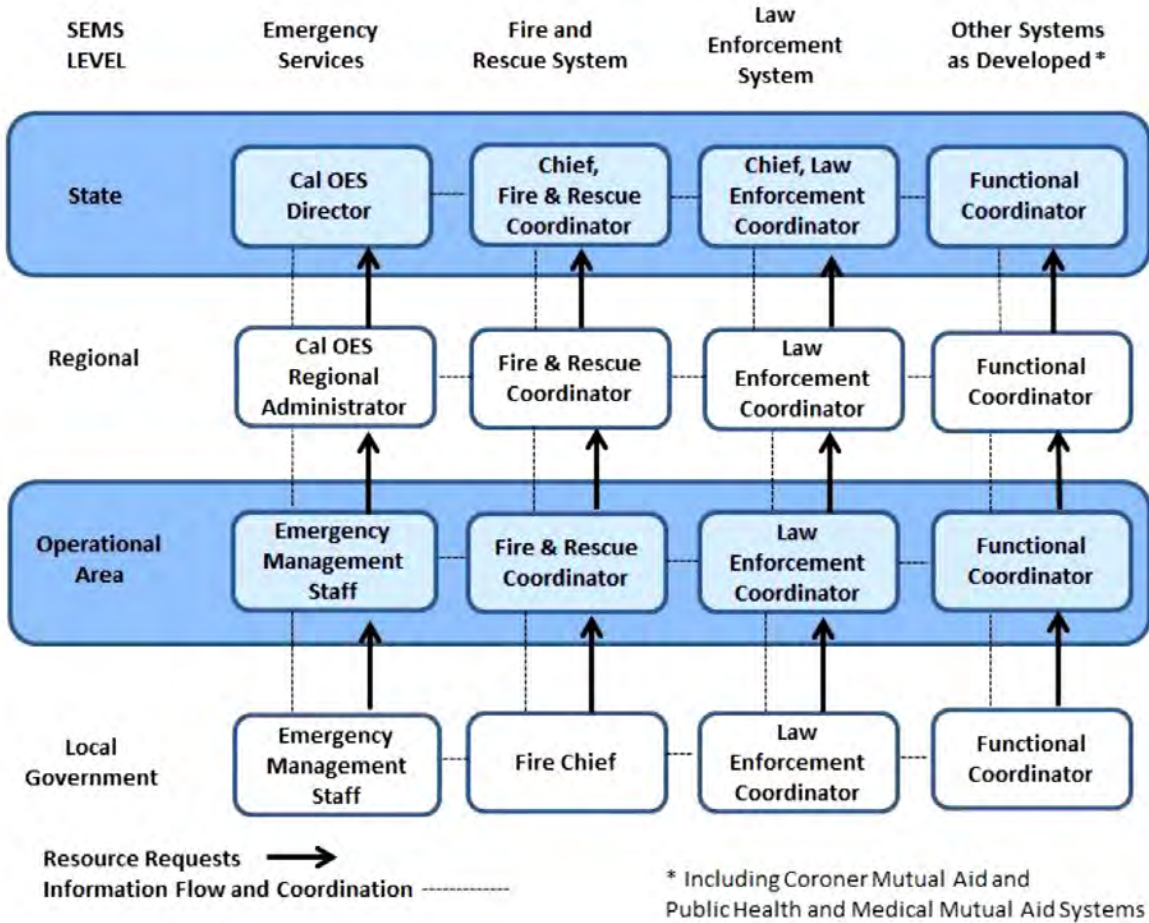 SEMS
LEVEL
Emergency
Services
Fire and
Rescue System
Law
Enforcement
System
Other Systems
as Developed *
State
Cal OES
Director
Chief,
Fire & Rescue
Coordinator
Chief, Law
Enforcement
Coordinator
Functional
Coordinator
Regional
Cal OES
Regional
Administrator
Fire & Rescue
Coordinator
Law
Enforcement
Coordinator
Functional
Coordinator
Operational
Area
Emergency
Management
Staff
Fire & Rescue
Coordinator
Law
Enforcement
Coordinator
Functional
Coordinator
Local
Government
Emergency
Management
Staff
Fire Chief
Law
Enforcement
Coordinator
Functional
Coordinator
Resource Requests
Information Flow and Coordination
* Including Coroner Mutual Aid and
Public Health and Medical Mutual Aid Systems